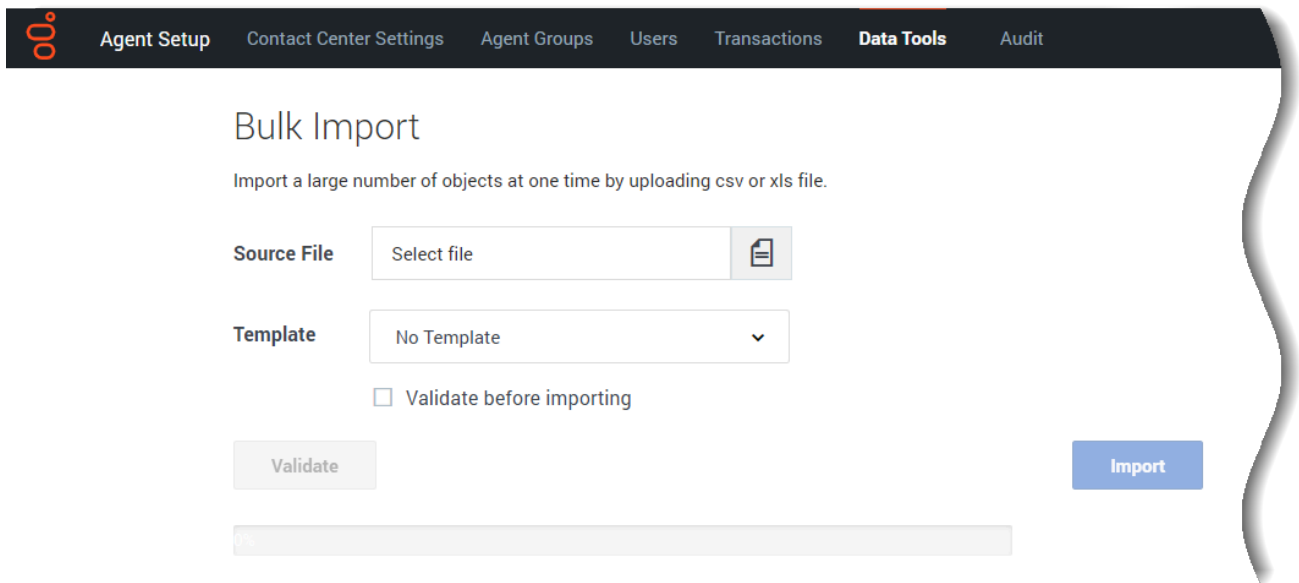 Agent Setup Contact Center Settings Agent Groups Users Transactions Data Tools Audit
Bulk Import
Import a large number of objects at one time by uploading csv or xls file.
Source File Select file
Template No Template
Validate before importing
Validate Import
0%